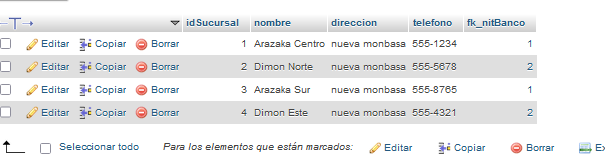 idSucursal nombre direccion telefono fk_nitBanco
Editar Copiar Borrar 1 Arazaka Centro nueva monbasa 555-1234 1
Editar Copiar Borrar 2 Dimon Norte nueva monbasa 555-5678 2
Editar Copiar Borrar 3 Arazaka Sur nueva monbasa 555-8765 1
Editar Copiar Borrar 4 Dimon Este nueva monbasa 555-4321 2
Seleccionar todo Para los elementos que están marcados: Editar Copiar Borrar Ex